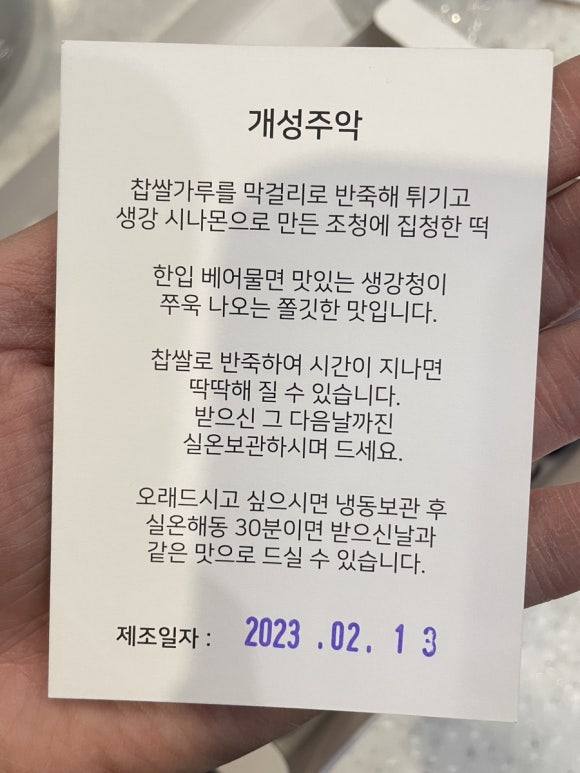 개성주악
찹쌀가루를 막걸리로 반죽해 튀기고
생강 시나몬으로 만든 조청에 집청한 떡
한입 베어물면 맛있는 생강청이
쭈욱 나오는 쫄깃한 맛입니다.
찹쌀로 반죽하여 시간이 지나면
딱딱해 질 수 있습니다.
받으신 그 다음날까진
실온보관하시며 드세요.
오래드시고 싶으시면 냉동보관 후
실온해동 30분이면 받으신날과
같은 맛으로 드실 수 있습니다.
제조일자 : 2023 .02. 1 3